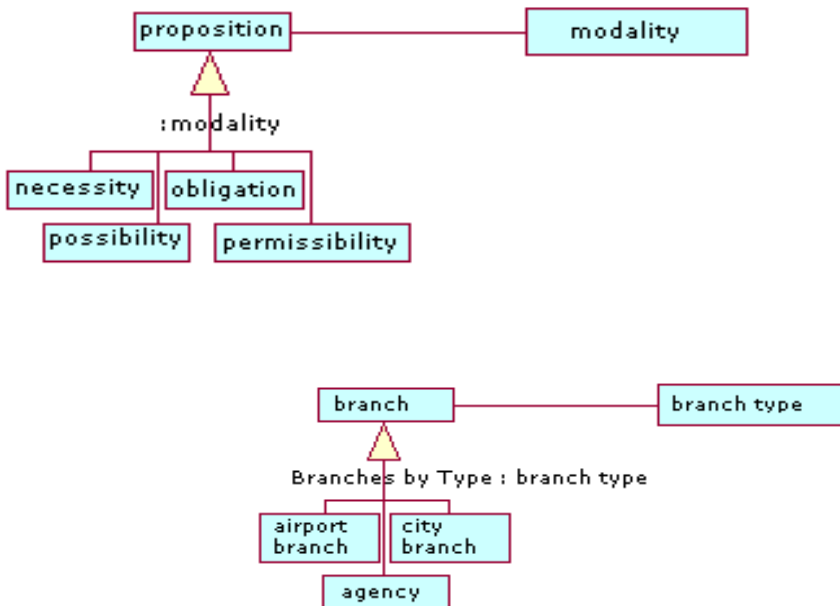 proposition
modality
:modality
necessity
obligation
possibility
permissibility
branch
branch type
Branches by Type : branch type
airport
branch
city
branch
agency